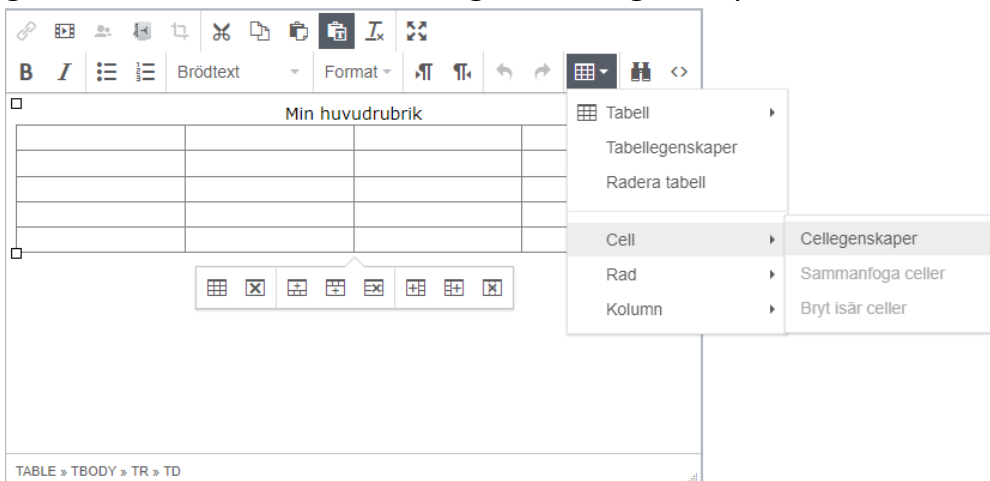 B I Brödtext Format <>
Min huvudrubrik
Tabell
Tabellegenskaper
Radera tabell
Cell
Cellegenskaper
Rad
Sammanfoga celler
Kolumn
Bryt isär celler
TABLE » TBODY » TR » TD